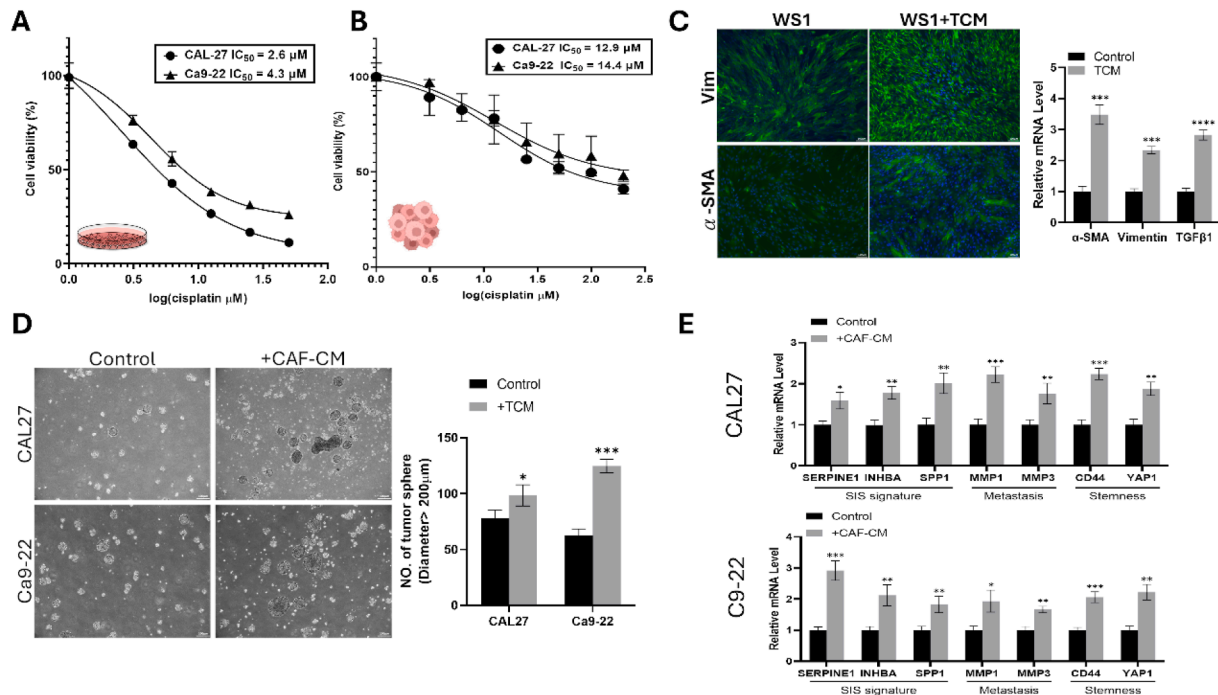 A
CAL-27 IC50 = 2.6 µM
Ca9-22 IC50 = 4.3 µM
Cell viability (%)
100
50
0
0.0
0.5
1.0
1.5
2.0
log(cisplatin µM)
B
CAL-27 IC50 = 12.9 µM
Ca9-22 IC50 = 14.4 µM
Cell viability (%)
100
50
0
0.0
0.5
1.0
1.5
2.0
2.5
log(cisplatin µM)
C
WS1
WS1+TCM
Vim
α-SMA
Control
TCM
Relative mRNA Level
5
4
3
2
1
0
***
***
****
α-SMA
Vimentin
TGFβ1
D
Control
+CAF-CM
CAL27
Ca9-22
Control
+TCM
NO. of tumor sphere
(Diameter> 200µm)
150
100
50
0
*
***
CAL27
Ca9-22
E
CAL27
Control
+CAF-CM
Relative mRNA Level
3
2
1
0
*
**
**
***
**
***
**
SERPINE1
INHBA
SPP1
MMP1
MMP3
CD44
YAP1
SIS signature
Metastasis
Stemness
C9-22
Control
+CAF-CM
Relative mRNA Level
4
3
2
1
0
***
**
**
*
**
***
**
SERPINE1
INHBA
SPP1
MMP1
MMP3
CD44
YAP1
SIS signature
Metastasis
Stemness